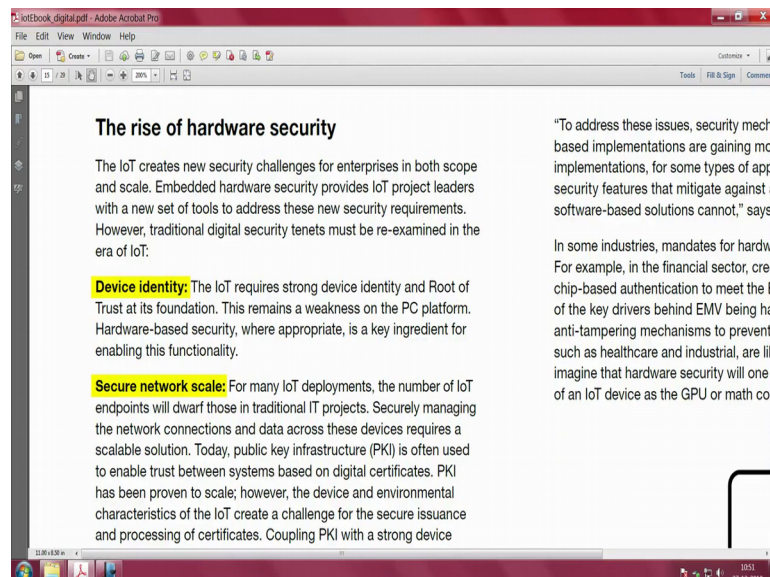 iotEbook_digital.pdf - Adobe Acrobat Pro
File Edit View Window Help
Open Create Customize
15 / 29 200% Tools Fill & Sign
The rise of hardware security
The IoT creates new security challenges for enterprises in both scope
and scale. Embedded hardware security provides IoT project leaders
with a new set of tools to address these new security requirements.
However, traditional digital security tenets must be re-examined in the
era of IoT:
Device identity: The IoT requires strong device identity and Root of
Trust at its foundation. This remains a weakness on the PC platform.
Hardware-based security, where appropriate, is a key ingredient for
enabling this functionality.
Secure network scale: For many IoT deployments, the number of IoT
endpoints will dwarf those in traditional IT projects. Securely managing
the network connections and data across these devices requires a
scalable solution. Today, public key infrastructure (PKI) is often used
to enable trust between systems based on digital certificates. PKI
has been proven to scale; however, the device and environmental
characteristics of the IoT create a challenge for the secure issuance
and processing of certificates. Coupling PKI with a strong device
“To address these issues, security mech
based implementations are gaining mo
implementations, for some types of app
security features that mitigate against
software-based solutions cannot,” says
In some industries, mandates for hardw
For example, in the financial sector, cre
chip-based authentication to meet the
of the key drivers behind EMV being ha
anti-tampering mechanisms to prevent
such as healthcare and industrial, are li
imagine that hardware security will one
of an IoT device as the GPU or math co
11.00 x 8.50 in
10:51